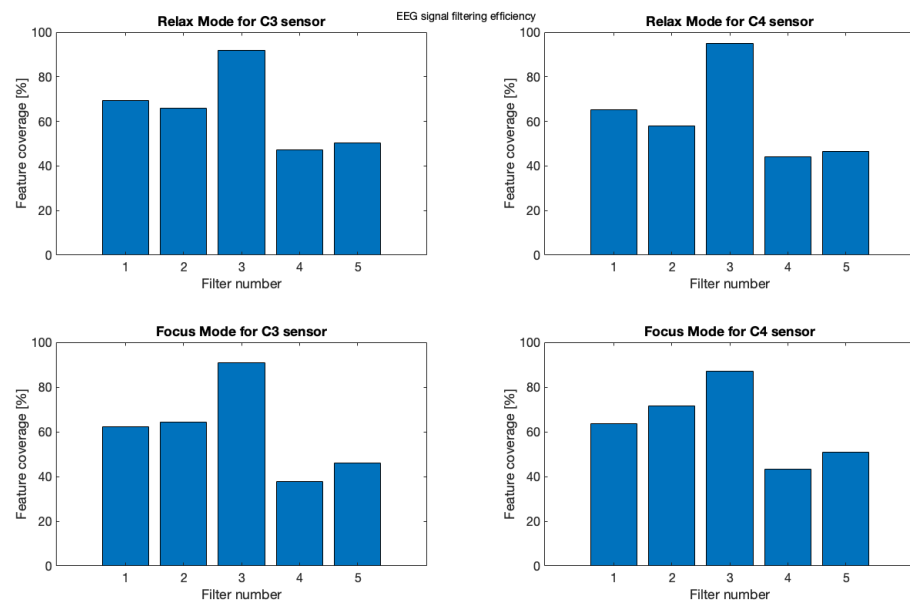 EEG signal filtering efficiency
Relax Mode for C3 sensor
100
80
60
40
20
0
Feature coverage [%]
1 2 3 4 5
Filter number
Relax Mode for C4 sensor
100
80
60
40
20
0
Feature coverage [%]
1 2 3 4 5
Filter number
Focus Mode for C3 sensor
100
80
60
40
20
0
Feature coverage [%]
1 2 3 4 5
Filter number
Focus Mode for C4 sensor
100
80
60
40
20
0
Feature coverage [%]
1 2 3 4 5
Filter number